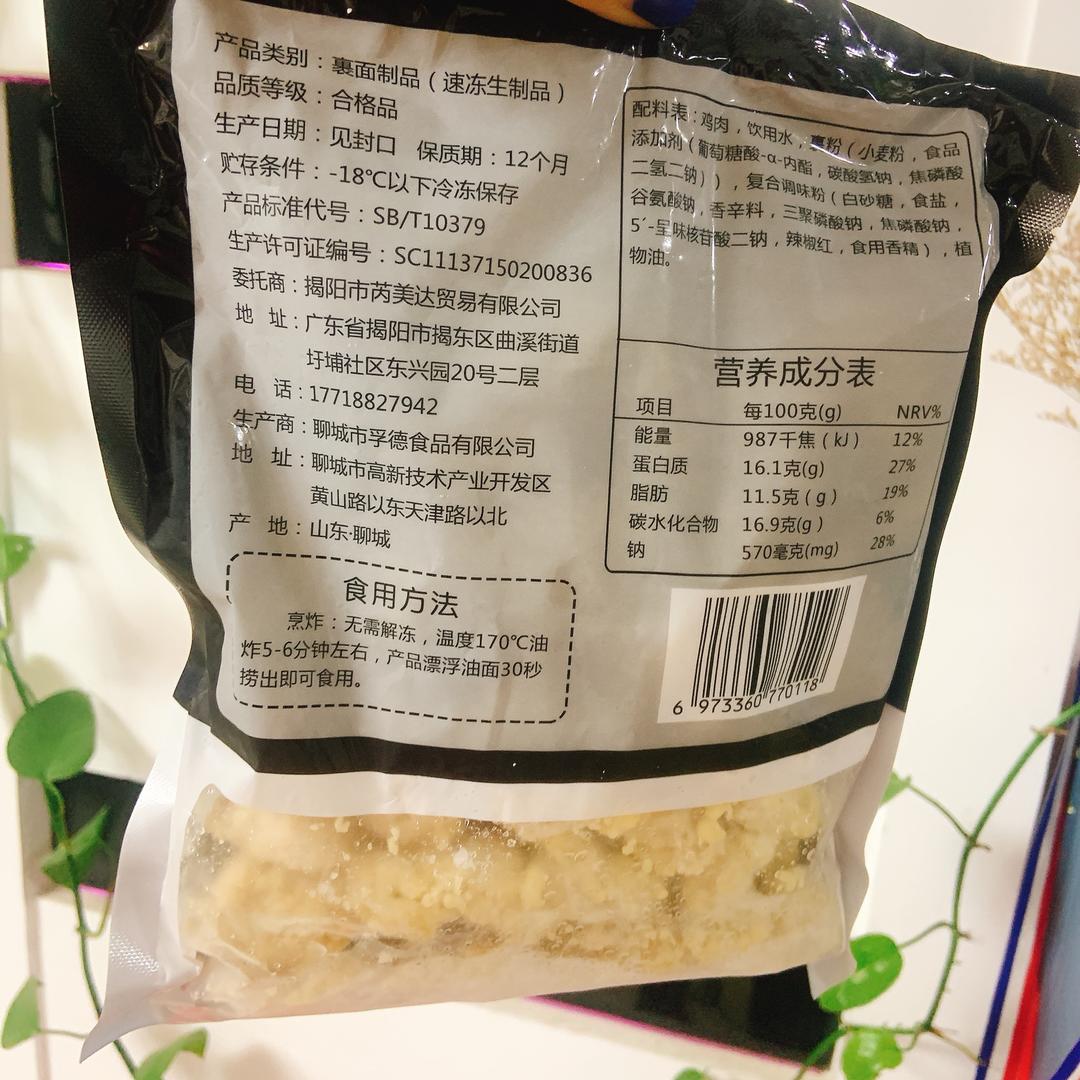 产品类别：裹面制品（速冻生制品）
品质等级：合格品
生产日期：见封口 保质期：12个月
贮存条件：-18℃以下冷冻保存
产品标准代号：SB/T10379
生产许可证编号：SC11137150200836
委托商：揭阳市芮美达贸易有限公司
地 址：广东省揭阳市揭东区曲溪街道
圩埔社区东兴园20号二层
电 话：17718827942
生产商：聊城市孚德食品有限公司
地 址：聊城市高新技术产业开发区
黄山路以东天津路以北
产 地：山东·聊城
食用方法
烹炸：无需解冻，温度170℃油
炸5-6分钟左右，产品漂浮油面30秒
捞出即可食用。
配料表：鸡肉，饮用水，裹粉（小麦粉，食品
添加剂（葡萄糖酸-α-内酯，碳酸氢钠，焦磷酸
二氢二钠）），复合调味粉（白砂糖，食盐，
谷氨酸钠，香辛料，三聚磷酸钠，焦磷酸钠，
5´-呈味核苷酸二钠，辣椒红，食用香精），植
物油。
营养成分表
项目 每100克(g) NRV%
能量 987千焦（kJ） 12%
蛋白质 16.1克(g) 27%
脂肪 11.5克（g） 19%
碳水化合物 16.9克(g） 6%
钠 570毫克(mg) 28%
6 973360 770118